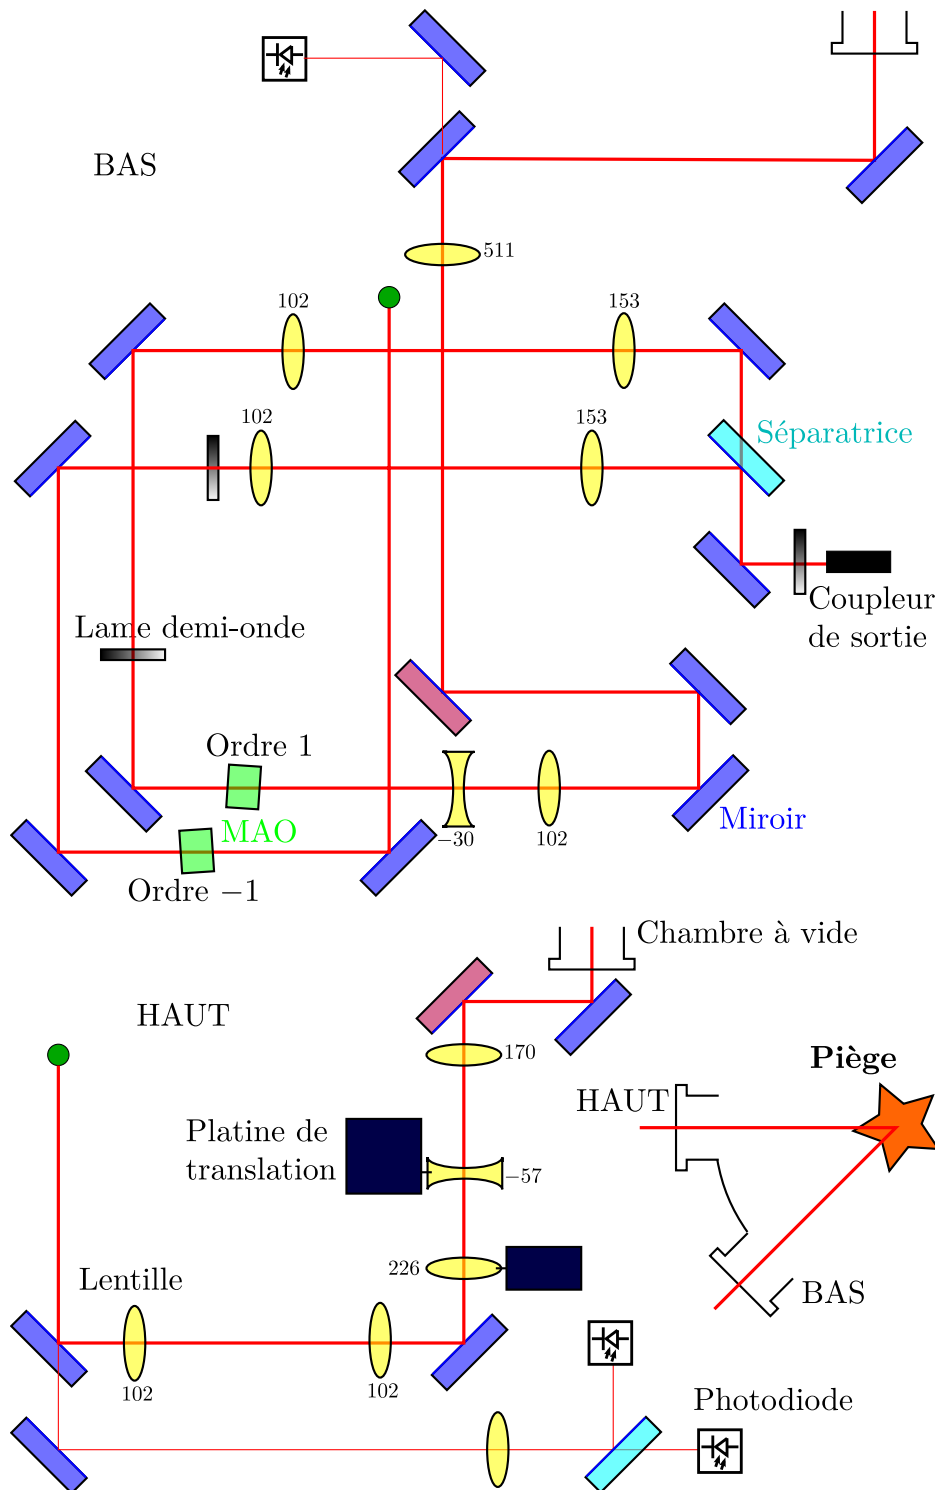 BAS
511
102
153
102
153
Séparatrice
Coupleur
de sortie
Lame demi-onde
Ordre 1
MAO
Miroir
−30
102
Ordre −1
Chambre à vide
HAUT
170
Piège
HAUT
Platine de
translation
−57
226
Lentille
BAS
102
102
Photodiode